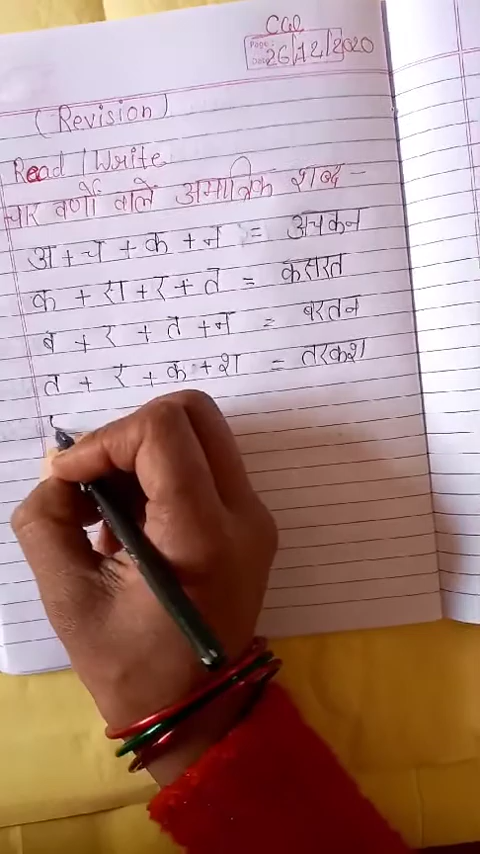 CW
Page:
Date: 26/12/2020
(Revision)
Read/Write
चार वर्णों वाले अमात्रिक शब्द -
अ + च + क + न = अचकन
क + स + र + त = कसरत
ब + र + त + न = बरतन
त + र + क + श = तरकश